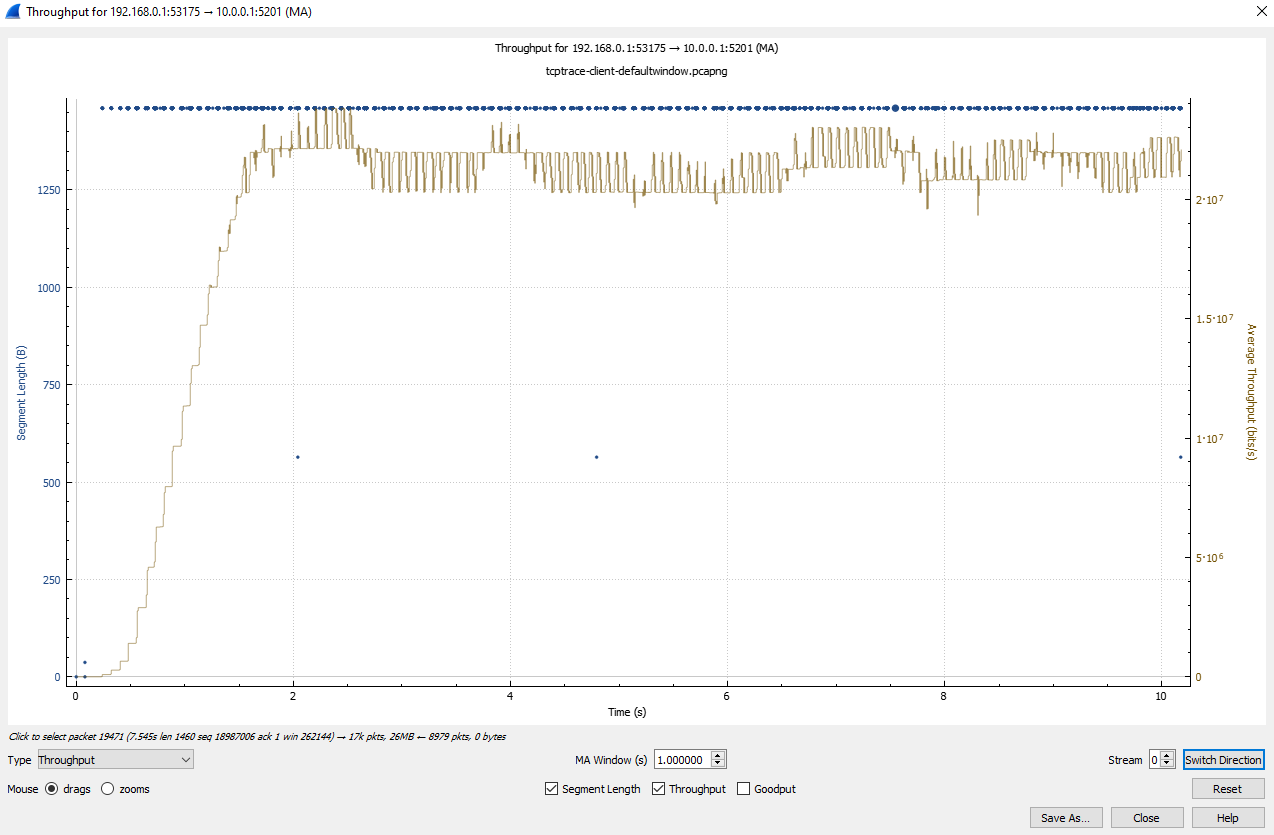 Throughput for 192.168.0.1:53175 → 10.0.0.1:5201 (MA)
Throughput for 192.168.0.1:53175 → 10.0.0.1:5201 (MA)
tcptrace-client-defaultwindow.pcapng
Segment Length (B)
1250
1000
750
500
250
0
2·10⁷
1.5·10⁷
1·10⁷
5·10⁶
0
Average Throughput (bits/s)
0 2 4 6 8 10
Time (s)
Click to select packet 19471 (7.545s len 1460 seq 18987006 ack 1 win 262144) → 17k pkts, 26MB ← 8979 pkts, 0 bytes
Type Throughput MA Window (s) 1.000000 Stream 0 Switch Direction
Mouse drags zooms Segment Length Throughput Goodput Reset
Save As... Close Help